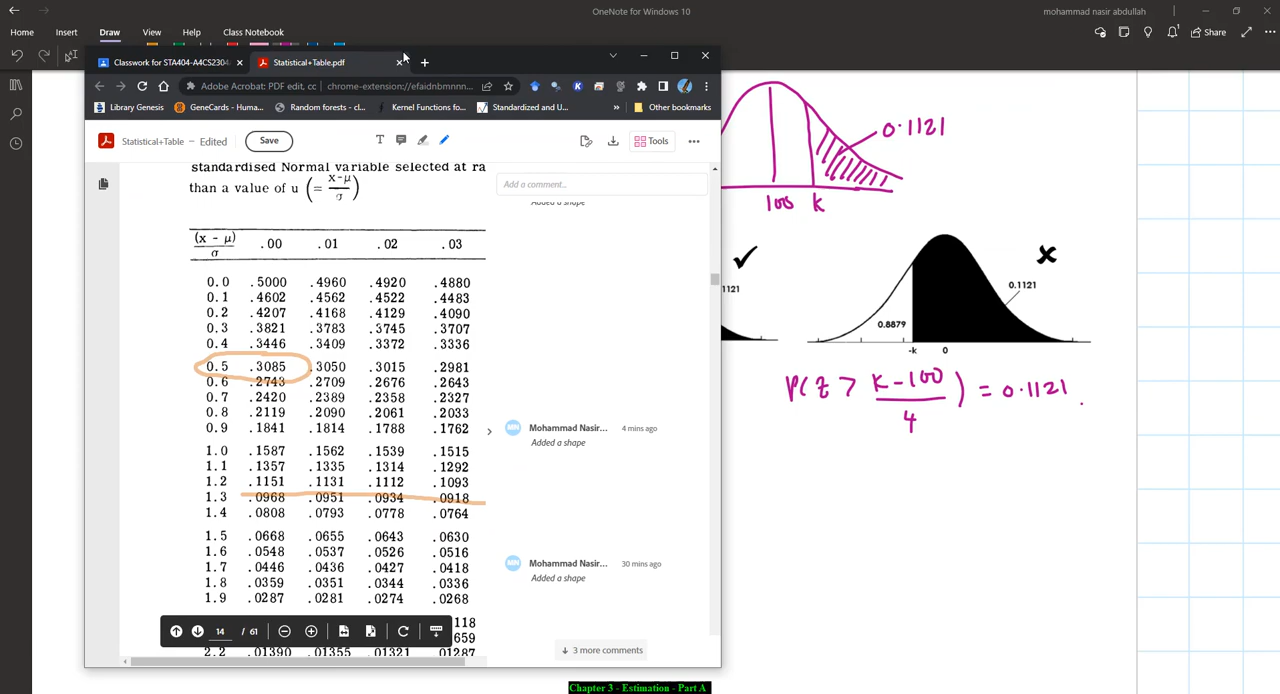 OneNote for Windows 10
mohammad nasir abdullah
Home Insert Draw View Help Class Notebook
Share
Classwork for STA404-A4CS2304
Statistical+Table.pdf
Adobe Acrobat: PDF edit, cc
chrome-extension://efaidnbmnnn...
Library Genesis
GeneCards - Huma...
Random forests - cl...
Kernel Functions fo...
Standardized and U...
»
Other bookmarks
Statistical+Table – Edited
Save
Tools
standardised Normal variable selected at ra
than a value of u (= x-μ / σ)
Add a comment...
Added a shape
(x - μ) / σ .00 .01 .02 .03
0.0 .5000 .4960 .4920 .4880
0.1 .4602 .4562 .4522 .4483
0.2 .4207 .4168 .4129 .4090
0.3 .3821 .3783 .3745 .3707
0.4 .3446 .3409 .3372 .3336
0.5 .3085 .3050 .3015 .2981
0.6 .2743 .2709 .2676 .2643
0.7 .2420 .2389 .2358 .2327
0.8 .2119 .2090 .2061 .2033
0.9 .1841 .1814 .1788 .1762
1.0 .1587 .1562 .1539 .1515
1.1 .1357 .1335 .1314 .1292
1.2 .1151 .1131 .1112 .1093
1.3 .0968 .0951 .0934 .0918
1.4 .0808 .0793 .0778 .0764
1.5 .0668 .0655 .0643 .0630
1.6 .0548 .0537 .0526 .0516
1.7 .0446 .0436 .0427 .0418
1.8 .0359 .0351 .0344 .0336
1.9 .0287 .0281 .0274 .0268
118
659
2.2 .01390 .01355 .01321 .01287
MN Mohammad Nasir... 4 mins ago
Added a shape
MN Mohammad Nasir... 30 mins ago
Added a shape
14 / 61
3 more comments
0.1121
100 k
1121
0.1121
0.8879
-k 0
P(Z > k-100 / 4) = 0.1121
Chapter 3 - Estimation - Part A